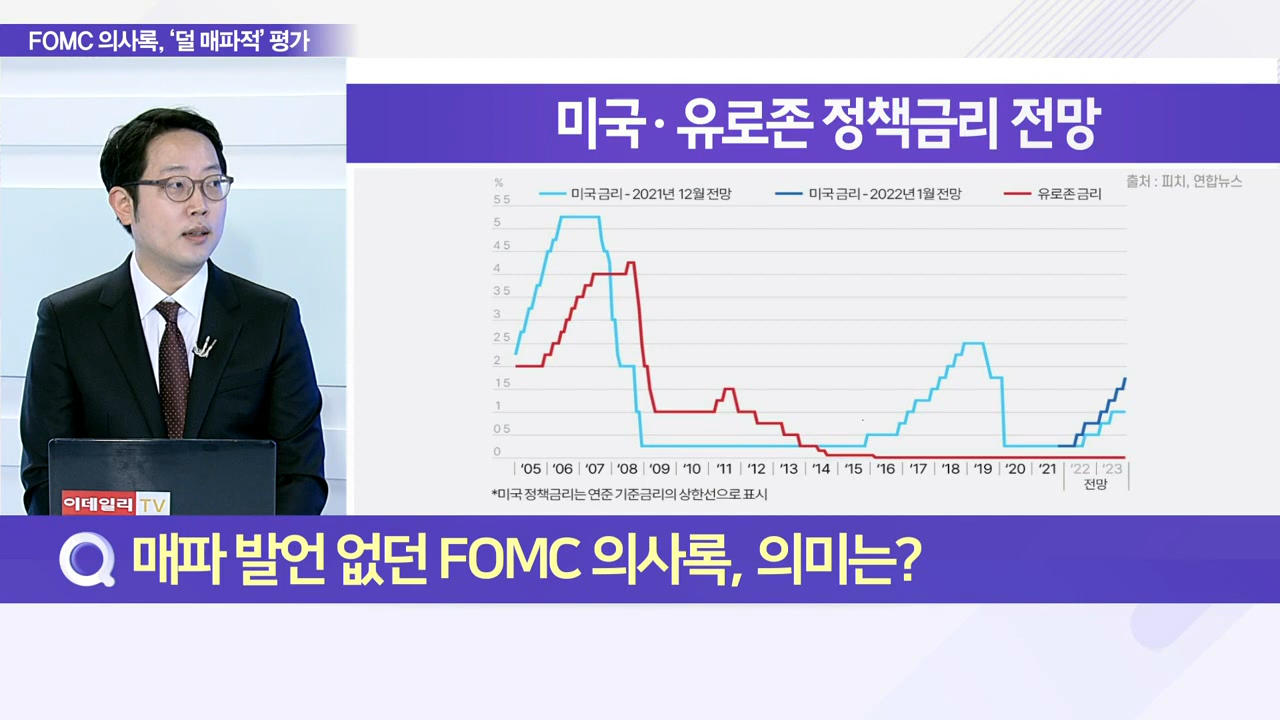 FOMC 의사록, ‘덜 매파적’ 평가
미국 · 유로존 정책금리 전망
출처 : 피치, 연합뉴스
%
미국 금리 - 2021년 12월 전망
미국 금리 - 2022년 1월 전망
유로존 금리
5 5
5
4 5
4
3 5
3
2 5
2
1 5
1
0 5
0
‘05 ‘06 ‘07 ‘08 ‘09 ‘10 ‘11 ‘12 ‘13 ‘14 ‘15 ‘16 ‘17 ‘18 ‘19 ‘20 ‘21 ‘22 ‘23
전망
*미국 정책금리는 연준 기준금리의 상한선으로 표시
이데일리 TV
Q 매파 발언 없던 FOMC 의사록, 의미는?